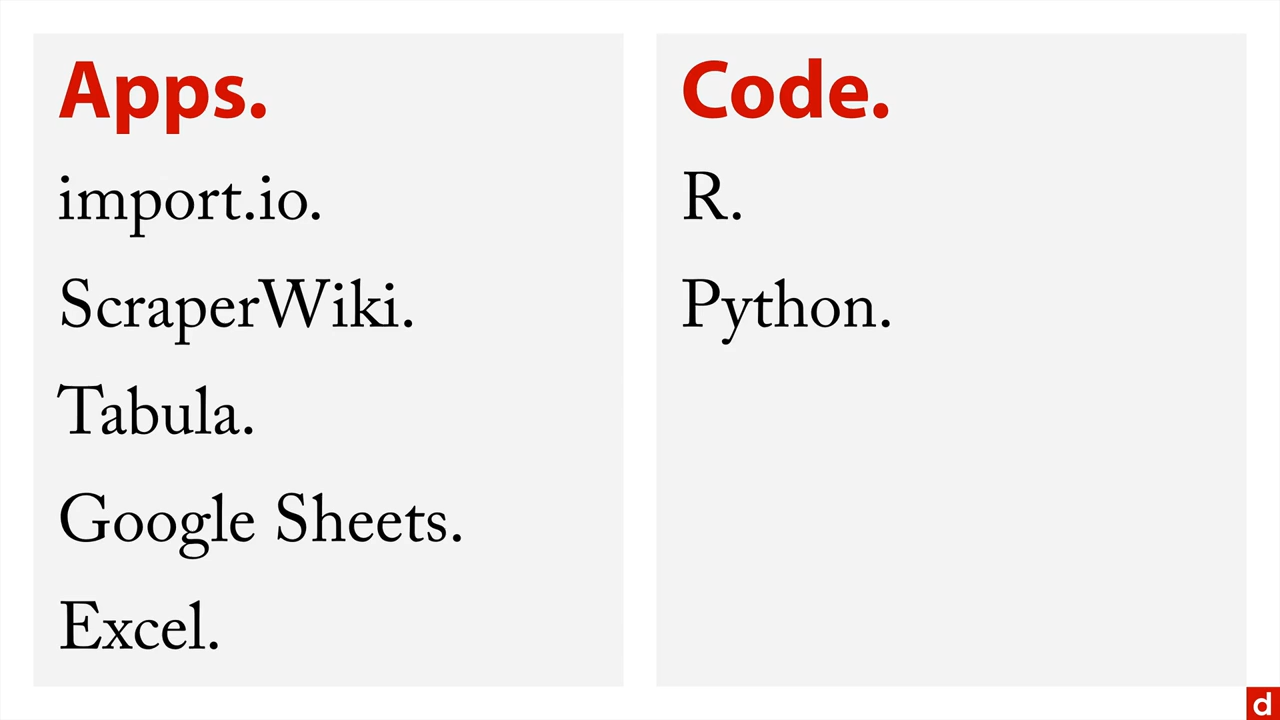 Apps.
import.io.
ScraperWiki.
Tabula.
Google Sheets.
Excel.
Code.
R.
Python.
d